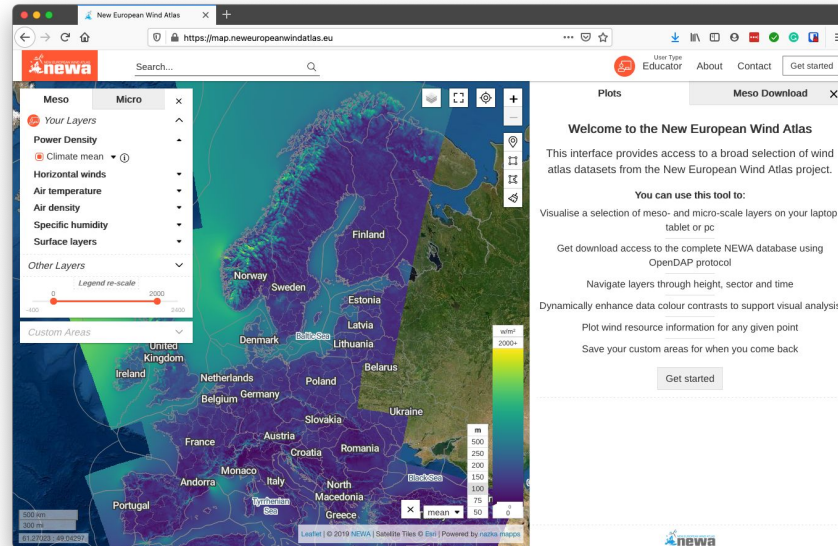 New European Wind Atlas
https://map.neweuropeanwindatlas.eu
newa
Search...
User Type
Educator
About
Contact
Get started
Meso
Micro
Your Layers
Power Density
Climate mean
Horizontal winds
Air temperature
Air density
Specific humidity
Surface layers
Other Layers
Legend re-scale
0
2000
-400
2400
Custom Areas
Finland
Norway
Sweden
Estonia
Latvia
Baltic Sea
Denmark
Lithuania
United
Kingdom
Belarus
Ireland
Netherlands
Poland
Belgium
Germany
Ukraine
Slovakia
France
Austria
Croatia
Romania
Monaco
Andorra
Italy
North
Macedonia
Black Sea
Portugal
Tyrrhenian
Sea
Greece
w/m²
2000+
0
0
m
500
250
200
150
100
75
50
mean
500 km
300 mi
61.27023 : 49.04297
Leaflet | © 2019 NEWA | Satellite Tiles © Esri | Powered by nazka mapps
Plots
Meso Download
Welcome to the New European Wind Atlas
This interface provides access to a broad selection of wind
atlas datasets from the New European Wind Atlas project.
You can use this tool to:
Visualise a selection of meso- and micro-scale layers on your laptop
tablet or pc
Get download access to the complete NEWA database using
OpenDAP protocol
Navigate layers through height, sector and time
Dynamically enhance data colour contrasts to support visual analysis
Plot wind resource information for any given point
Save your custom areas for when you come back
Get started
newa